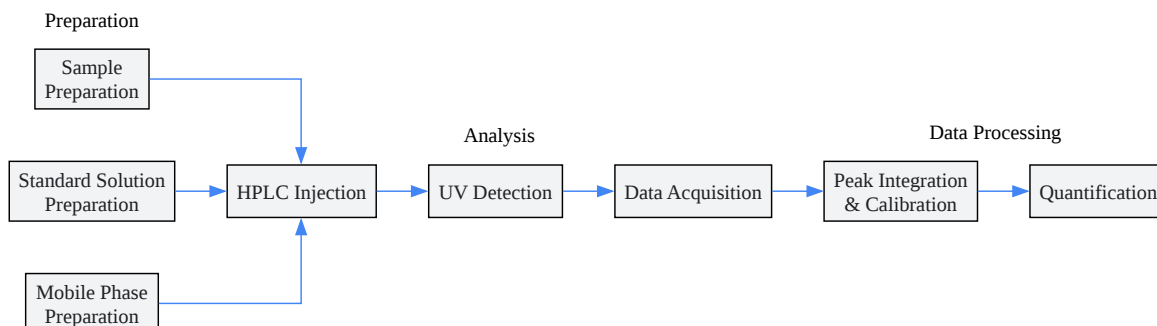 Preparation
Sample
Preparation
Analysis
Data Processing
Standard Solution
Preparation
HPLC Injection
UV Detection
Data Acquisition
Peak Integration
& Calibration
Quantification
Mobile Phase
Preparation